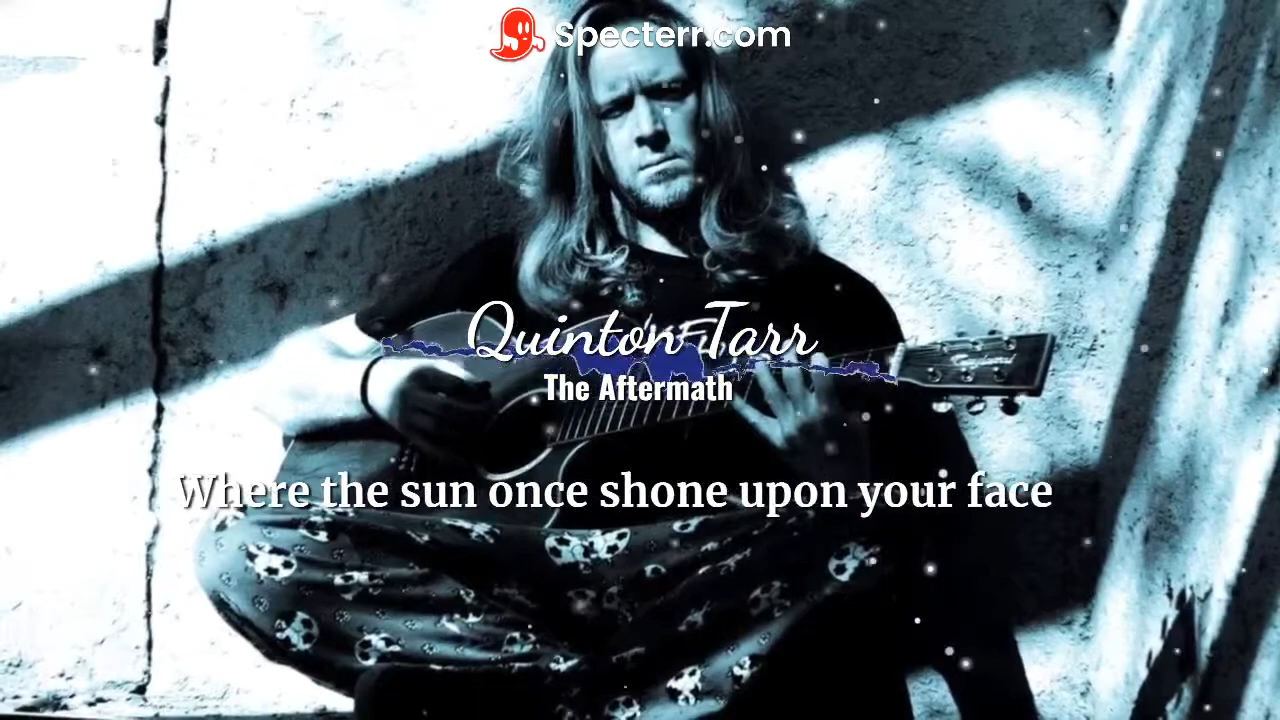 Specterr.com
Quinton Tarr
The Aftermath
Where the sun once shone upon your face